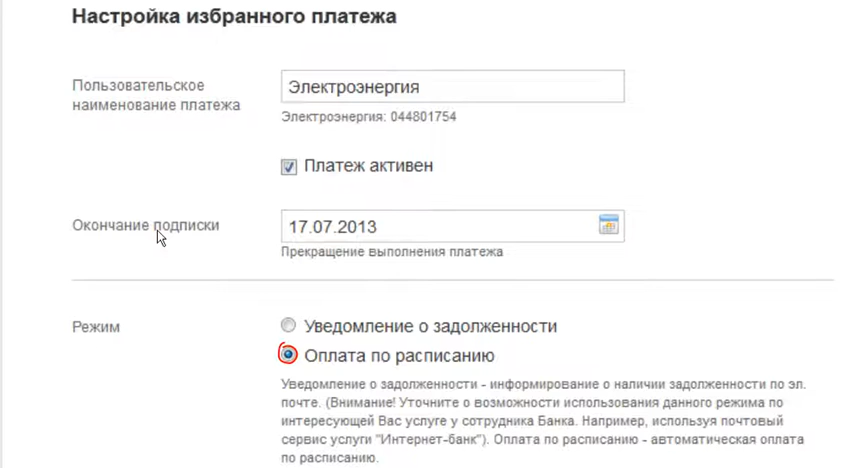 Настройка избранного платежа
Пользовательское
наименование платежа
Электроэнергия
Электроэнергия: 044801754
Платеж активен
Окончание подписки
17.07.2013
Прекращение выполнения платежа
Режим
Уведомление о задолженности
Оплата по расписанию
Уведомление о задолженности - информирование о наличии задолженности по эл.
почте. (Внимание! Уточните о возможности использования данного режима по
интересующей Вас услуге у сотрудника Банка. Например, используя почтовый
сервис услуги "Интернет-банк"). Оплата по расписанию - автоматическая оплата
по расписанию.